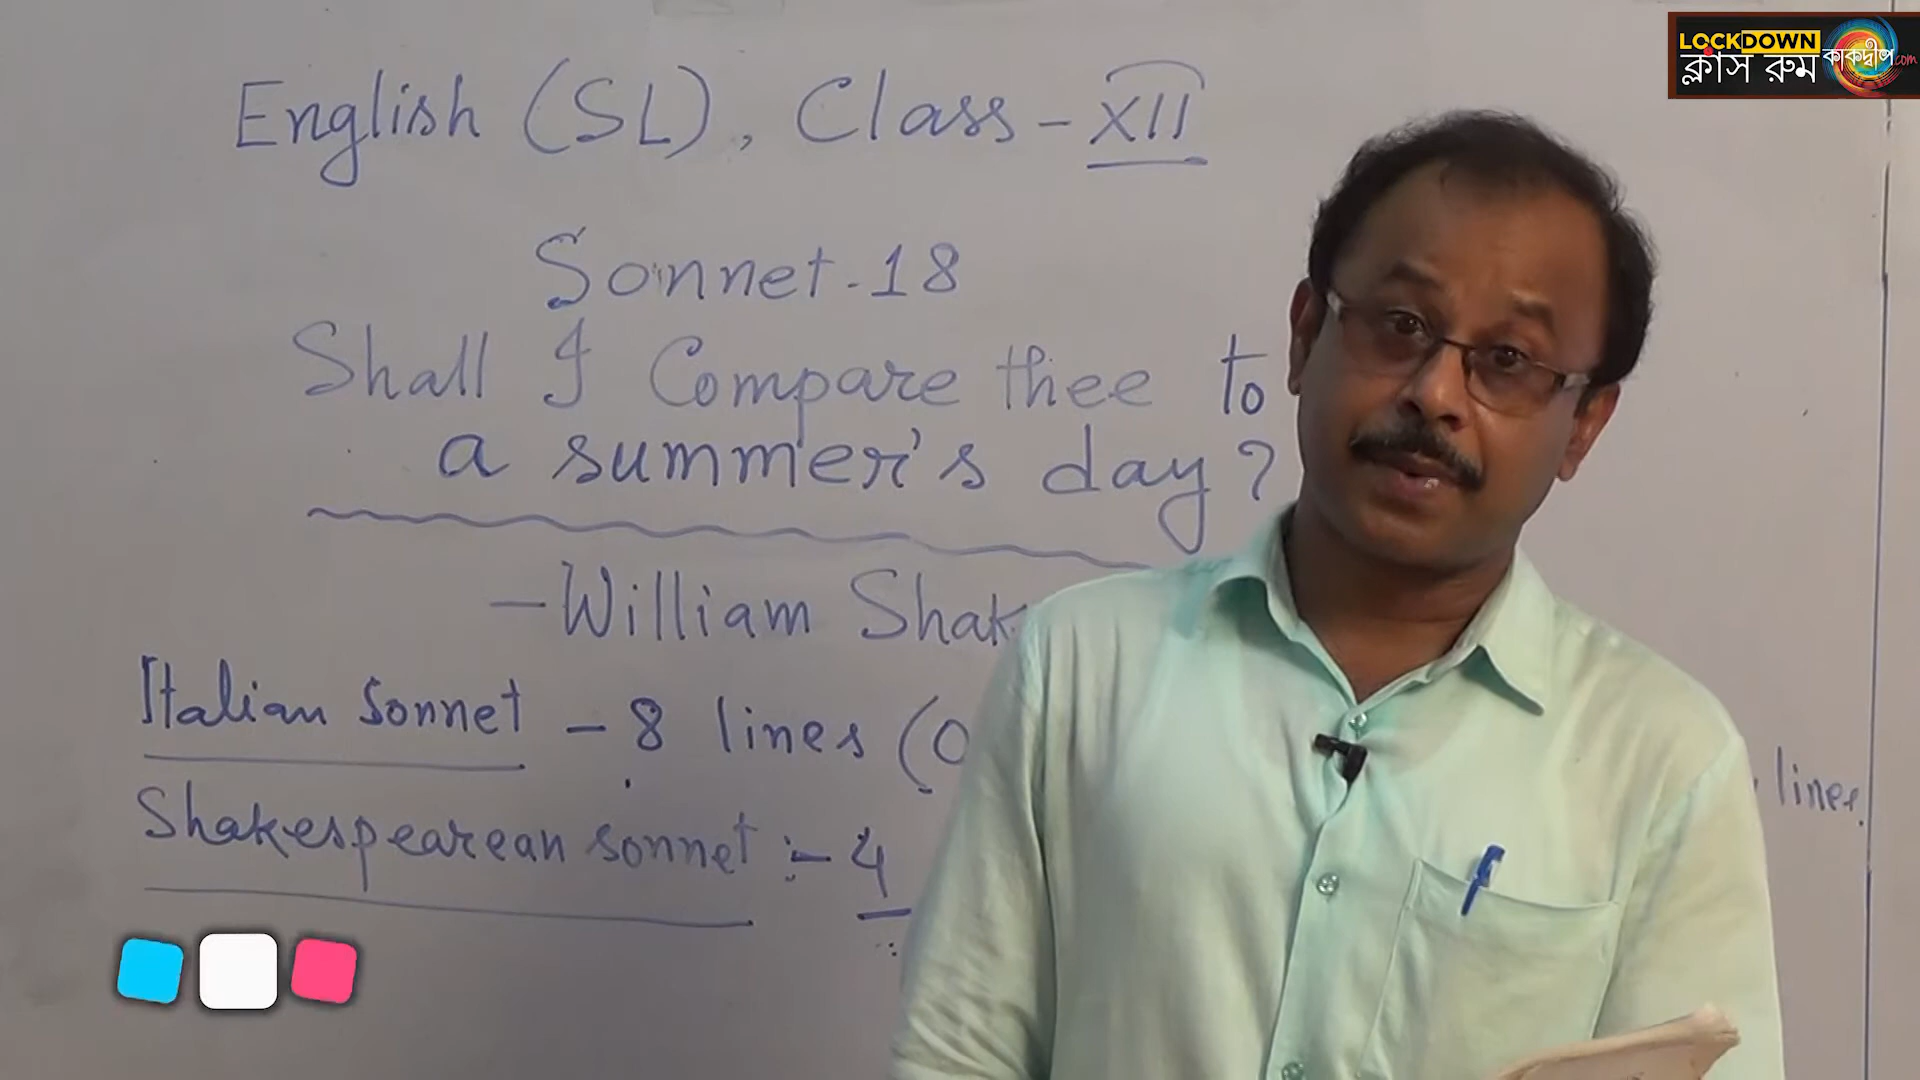 LOCKDOWN
ক্লাস রুম কাকদ্বীপ.com
English (SL), Class - XII
Sonnet - 18
Shall I Compare thee to
a summer's day?
- William Shak
Italian Sonnet - 8 lines (O
lines.
Shakespearean sonnet :- 4